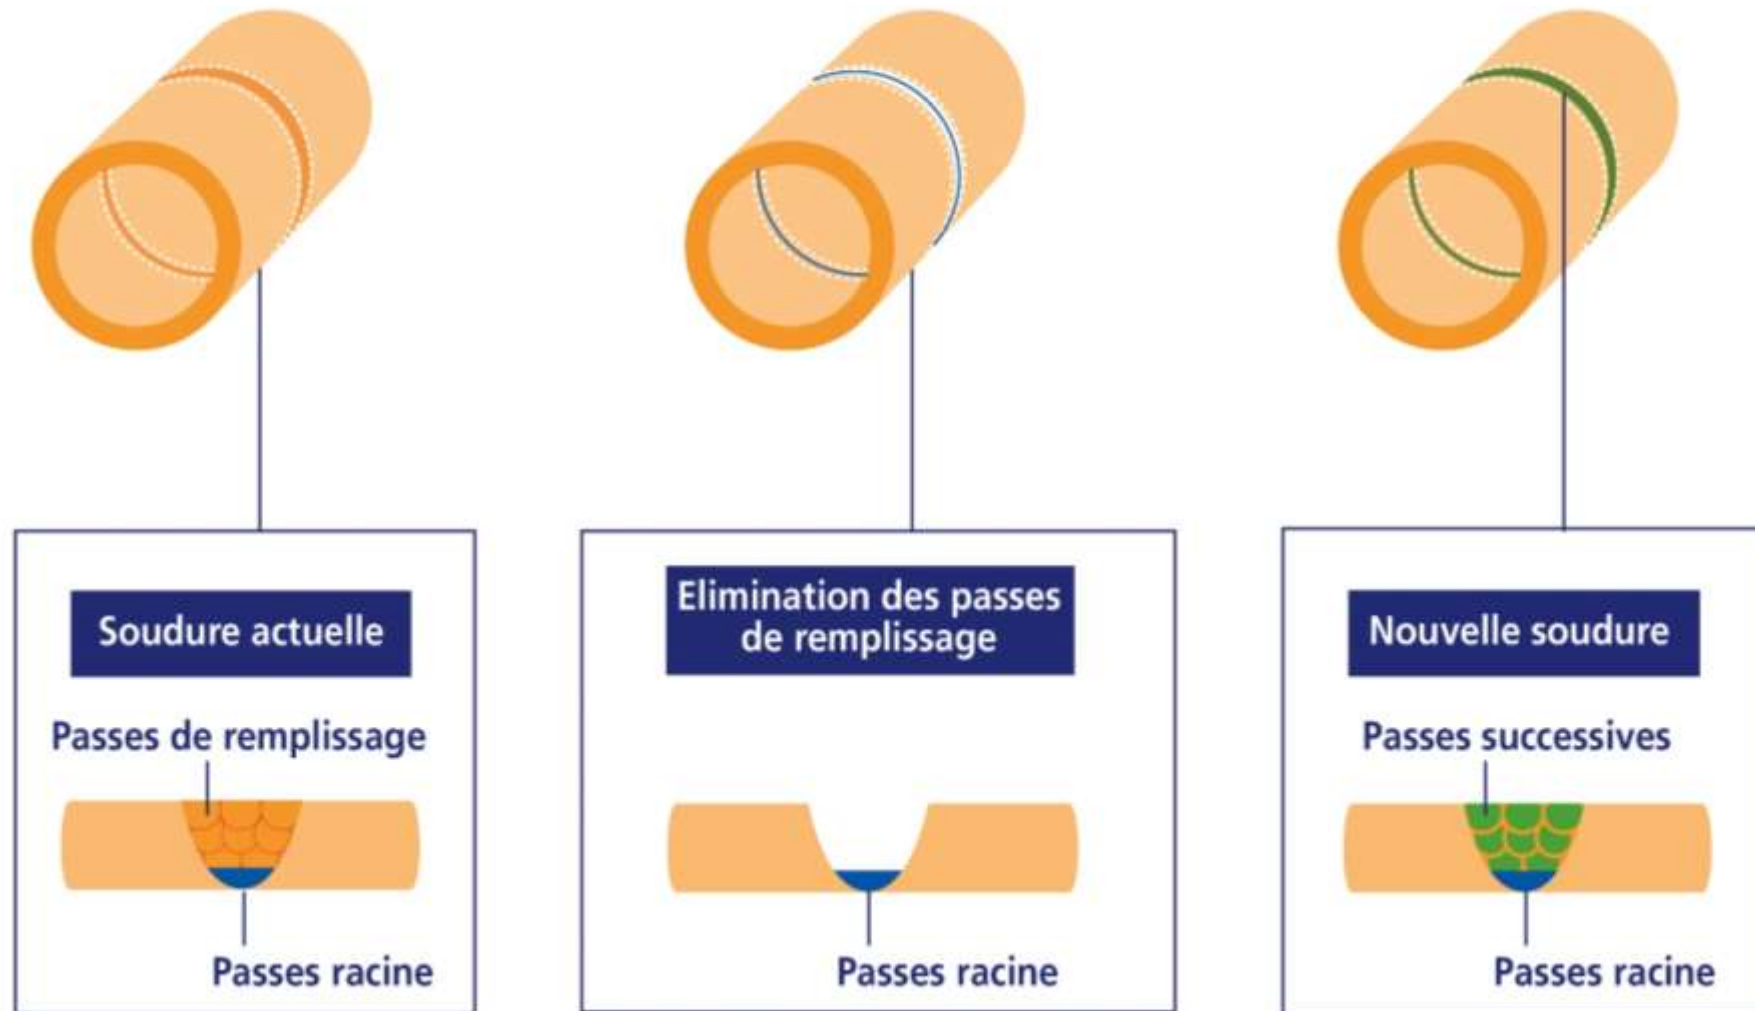 Soudure actuelle
Passes de remplissage
Passes racine
Elimination des passes
de remplissage
Passes racine
Nouvelle soudure
Passes successives
Passes racine